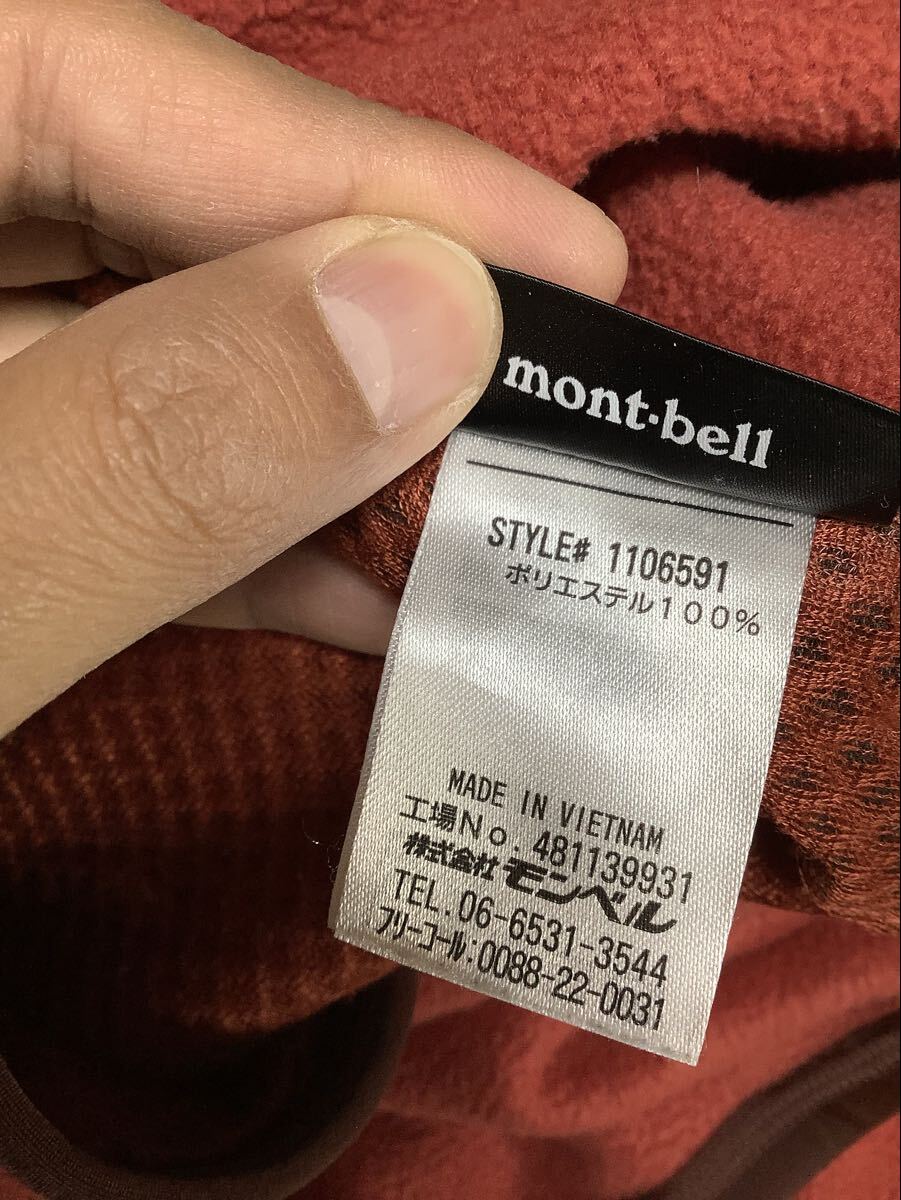 mont·bell
STYLE# 1106591
ポリエステル100%
MADE IN VIETNAM
工場No.481139931
株式会社モンベル
TEL.06-6531-3544
フリーコール:0088-22-0031